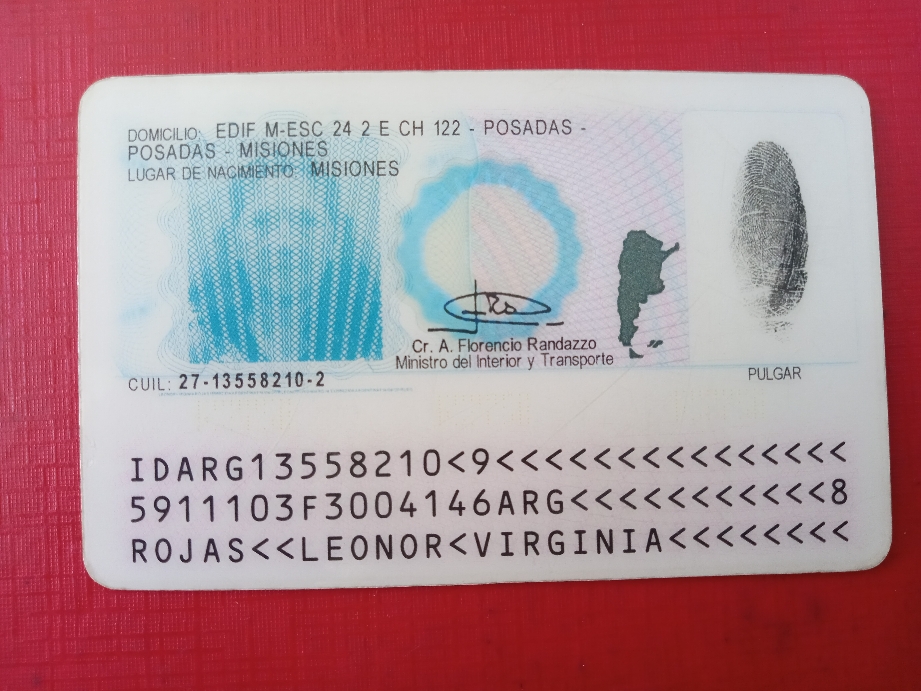 DOMICILIO: EDIF M-ESC 24 2 E CH 122 - POSADAS -
POSADAS - MISIONES
LUGAR DE NACIMIENTO: MISIONES
Cr. A. Florencio Randazzo
Ministro del Interior y Transporte
PULGAR
CUIL: 27-13558210-2
IDARG13558210<9<<<<<<<<<<<<<<<
5911103F3004146ARG<<<<<<<<<<<8
ROJAS<<LEONOR<VIRGINIA<<<<<<<<